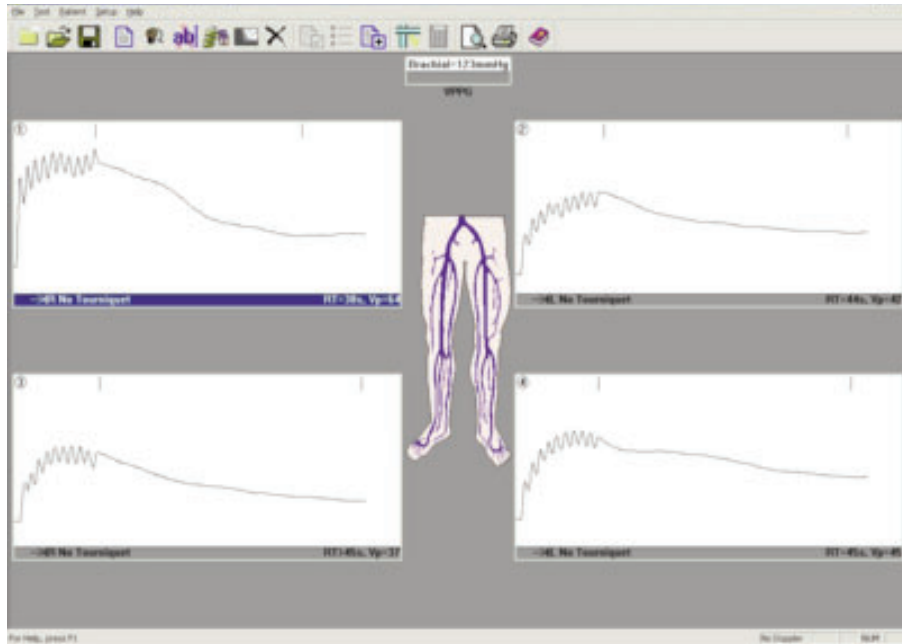 File Test Patient Setup Help
abl
Brachial=123mmHg
VPPG
①
②
-->R No Tourniquet RT=38s, Vp=64
-->L No Tourniquet RT=44s, Vp=42
③
④
No Tourniquet RT>45s, Vp=37
-->L No Tourniquet RT=45s, Vp=45
For Help, press F1
No Doppler NUM